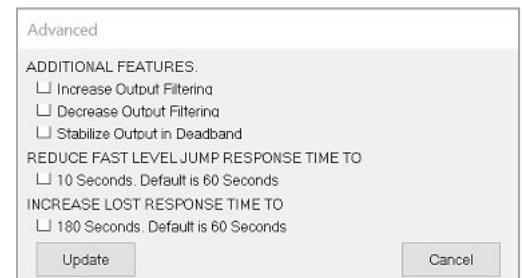 Advanced
ADDITIONAL FEATURES.
Increase Output Filtering
Decrease Output Filtering
Stabilize Output in Deadband
REDUCE FAST LEVEL JUMP RESPONSE TIME TO
10 Seconds. Default is 60 Seconds
INCREASE LOST RESPONSE TIME TO
180 Seconds. Default is 60 Seconds
Update Cancel